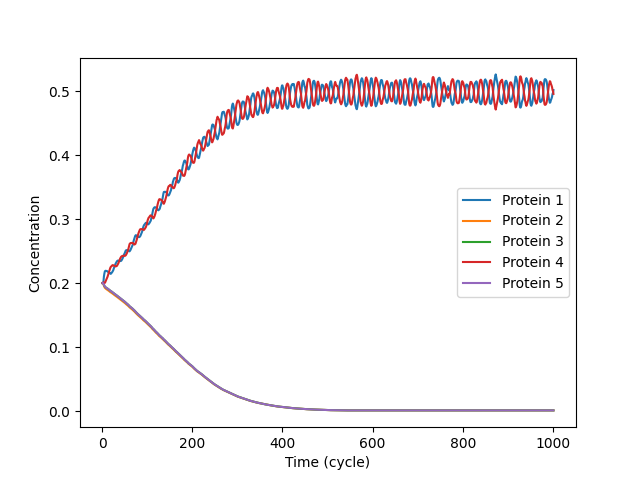 0.5
0.4
0.3
0.2
0.1
0.0
Concentration
Protein 1
Protein 2
Protein 3
Protein 4
Protein 5
0 200 400 600 800 1000
Time (cycle)